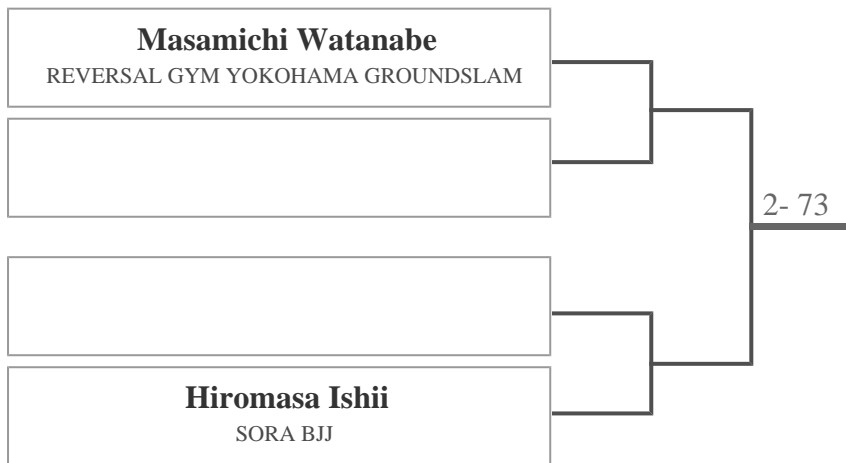 Masamichi Watanabe
REVERSAL GYM YOKOHAMA GROUNDSLAM
2- 73
Hiromasa Ishii
SORA BJJ